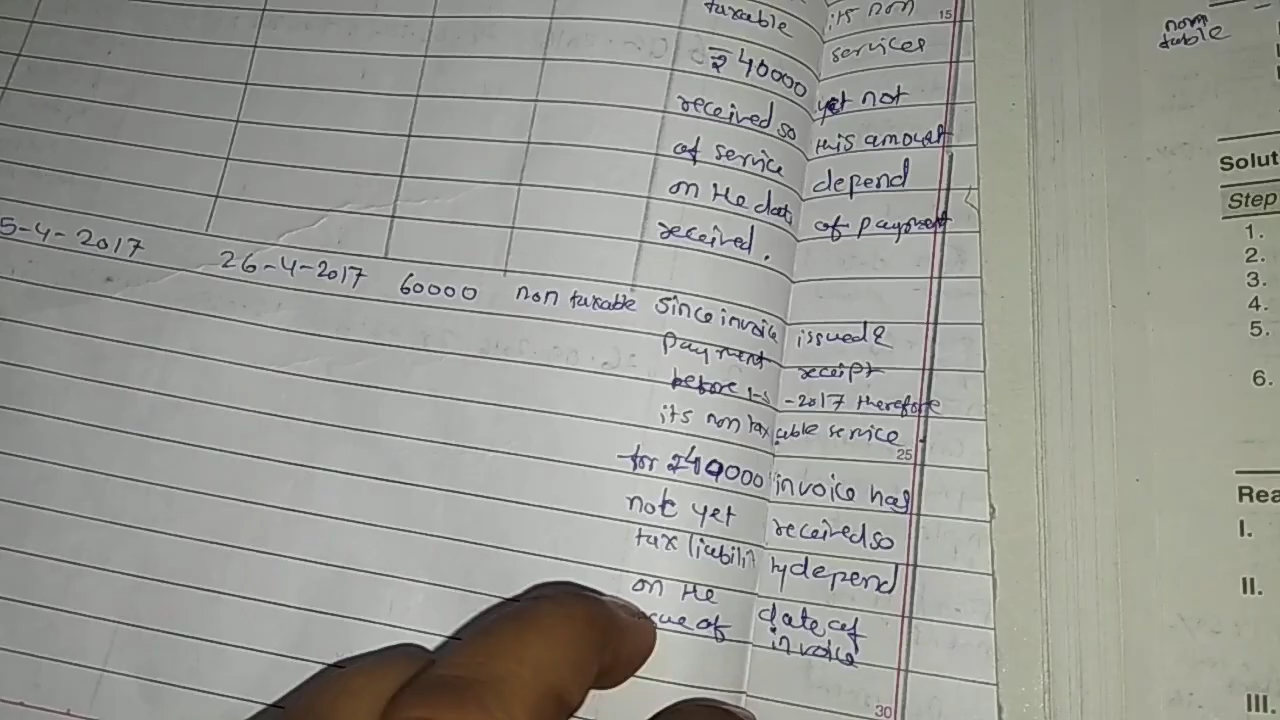 taxable its non 15
₹ 40000 services
received so yet not
of service this amount
on the date depend
received. of payment
5-4-2017 26-4-2017 60000 non taxable Since invoice issued &
payment receipt
before 1-5-2017 therefore
its non taxable service
25
for ₹40000 invoice has
not yet received so
tax liability depend
on the date of
sue of invoice
30
non
table
Solut
Step
1.
2.
3.
4.
5.
6.
Rea
I.
II.
III.